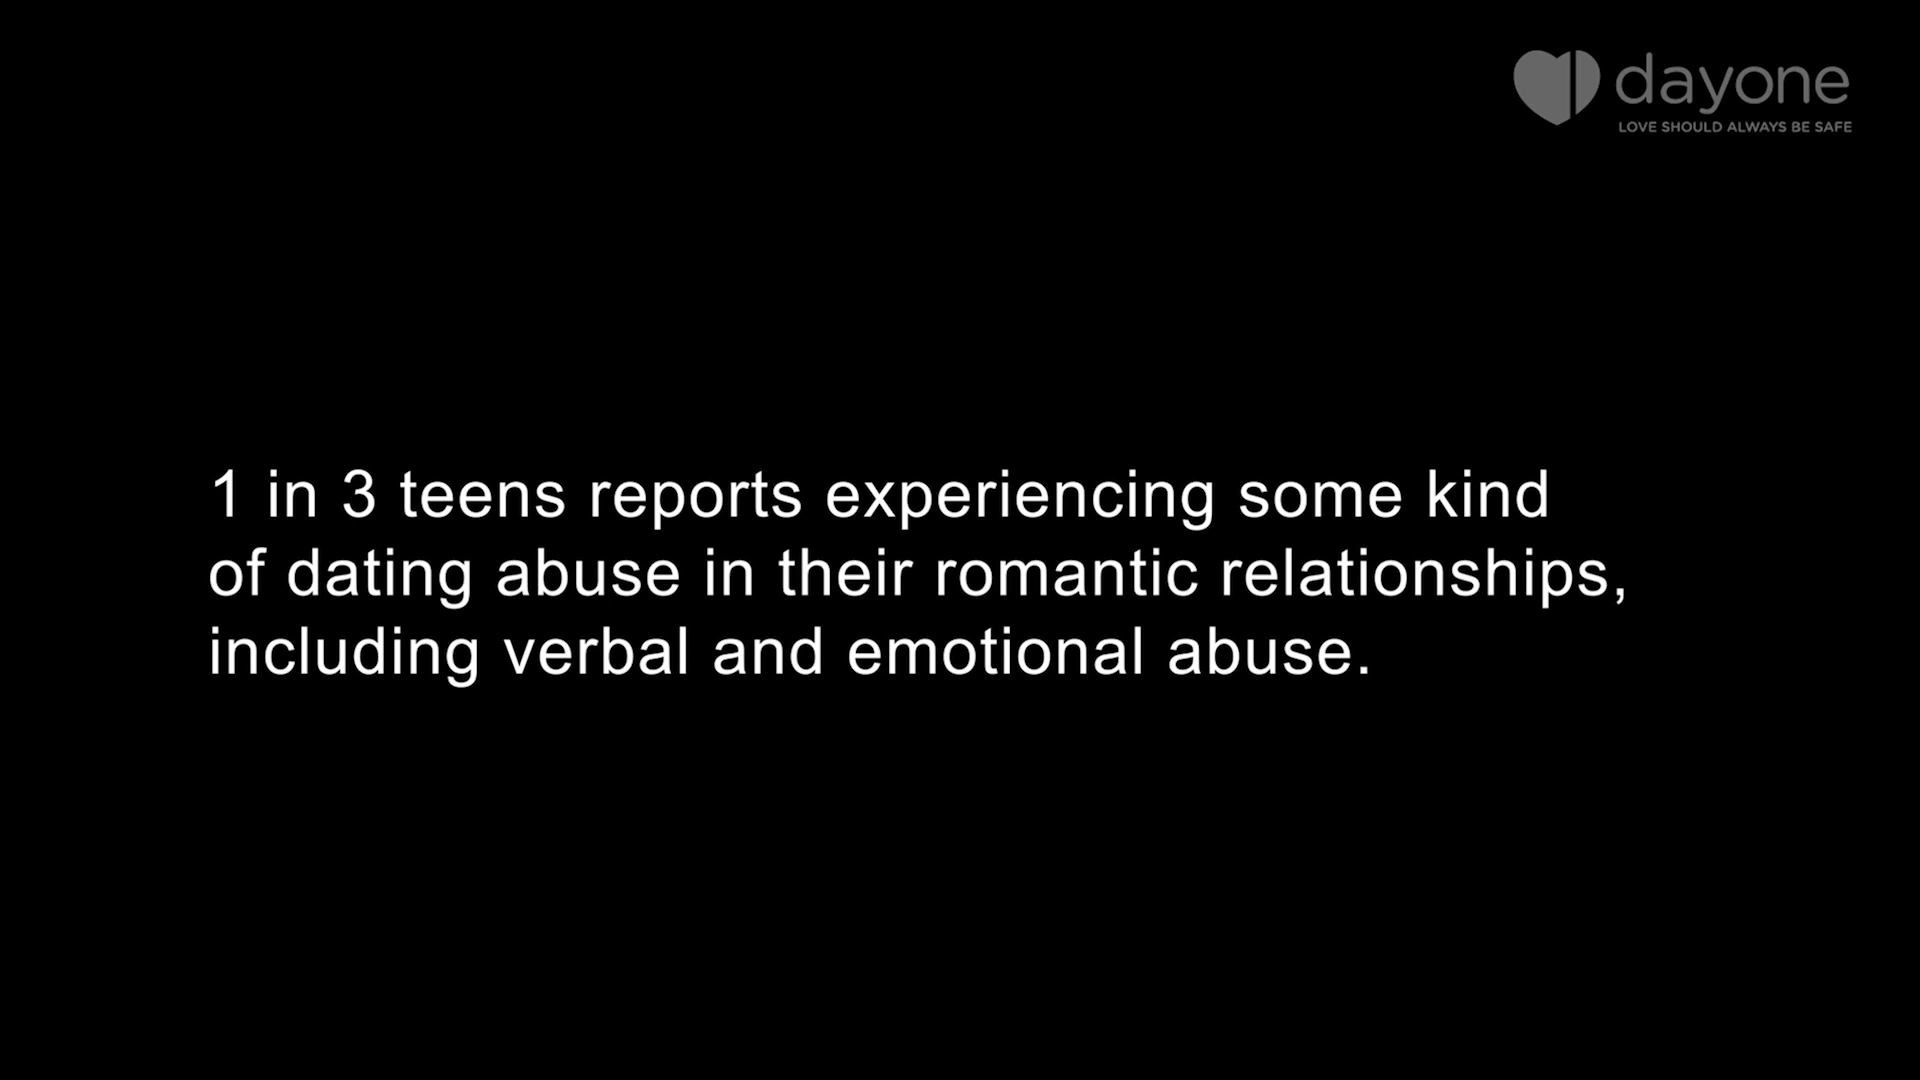 dayone
LOVE SHOULD ALWAYS BE SAFE
1 in 3 teens reports experiencing some kind
of dating abuse in their romantic relationships,
including verbal and emotional abuse.